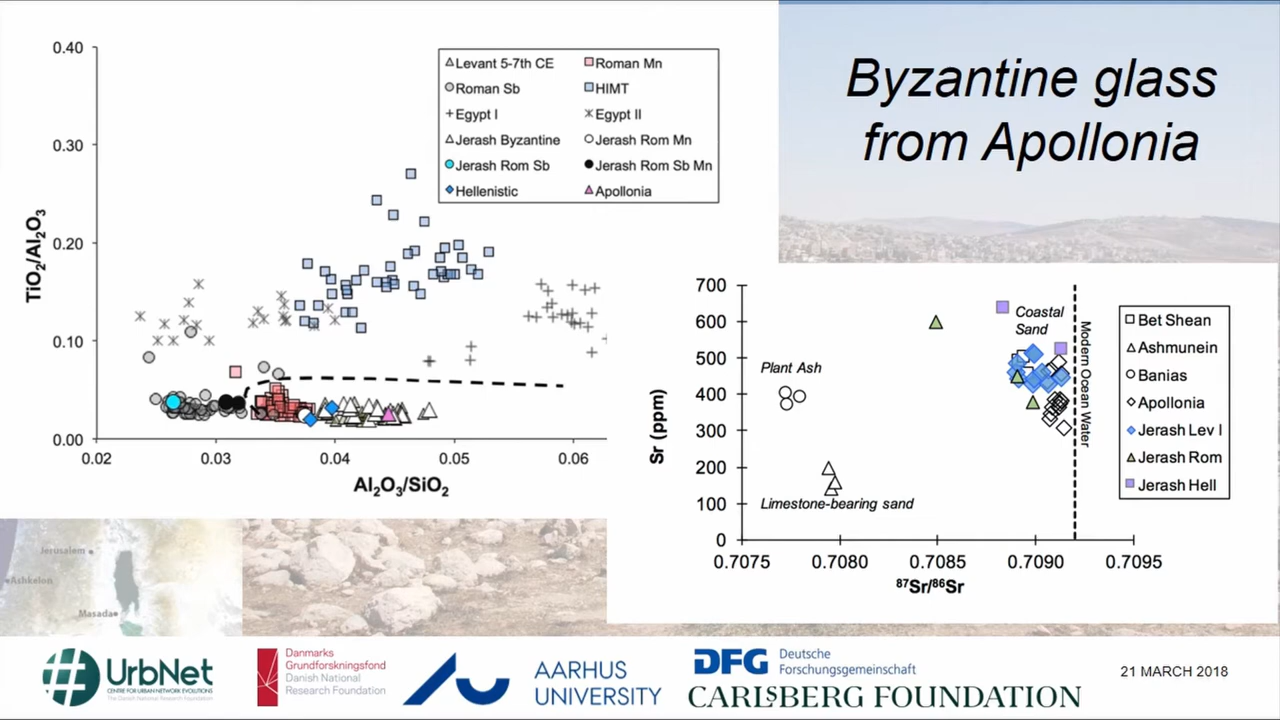 Byzantine glass
from Apollonia
0.40
0.30
0.20
0.10
0.00
0.02
0.03
0.04
0.05
0.06
TiO₂/Al₂O₃
Al₂O₃/SiO₂
Levant 5-7th CE
Roman Mn
Roman Sb
HIMT
Egypt I
Egypt II
Jerash Byzantine
Jerash Rom Mn
Jerash Rom Sb
Jerash Rom Sb Mn
Hellenistic
Apollonia
700
600
500
400
300
200
100
0
0.7075
0.7080
0.7085
0.7090
0.7095
Sr (ppm)
⁸⁷Sr/⁸⁶Sr
Plant Ash
Limestone-bearing sand
Coastal
Sand
Modern Ocean Water
Bet Shean
Ashmunein
Banias
Apollonia
Jerash Lev I
Jerash Rom
Jerash Hell
Jerusalem
Ashkelon
Masada
UrbNet
CENTRE FOR URBAN NETWORK EVOLUTIONS
The Danish National Research Foundation
Danmarks
Grundforskningsfond
Danish National
Research Foundation
AARHUS
UNIVERSITY
DFG
Deutsche
Forschungsgemeinschaft
CARLSBERG FOUNDATION
21 MARCH 2018